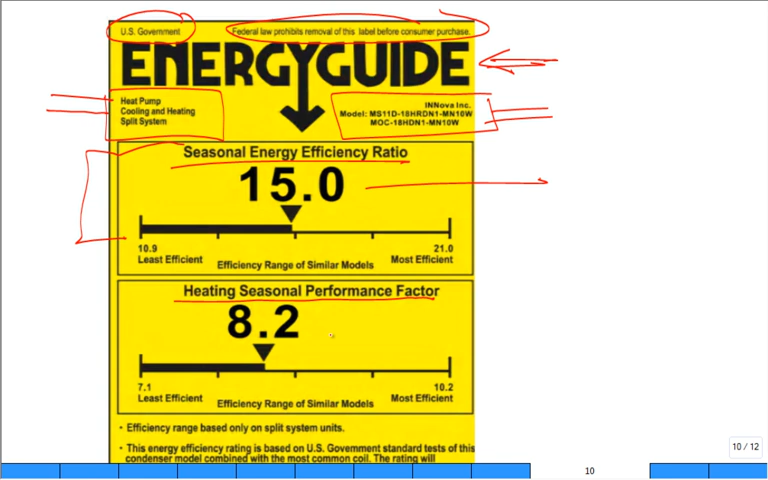 U.S. Government
Federal law prohibits removal of this label before consumer purchase.
ENERGYGUIDE
Heat Pump
Cooling and Heating
Split System
INNova Inc.
Model: MS11D-18HRDN1-MN10W
MOC-18HDN1-MN10W
Seasonal Energy Efficiency Ratio
15.0
10.9
21.0
Least Efficient
Most Efficient
Efficiency Range of Similar Models
Heating Seasonal Performance Factor
8.2
7.1
10.2
Least Efficient
Most Efficient
Efficiency Range of Similar Models
• Efficiency range based only on split system units.
• This energy efficiency rating is based on U.S. Government standard tests of this
condenser model combined with the most common coil. The rating will
10 / 12
10